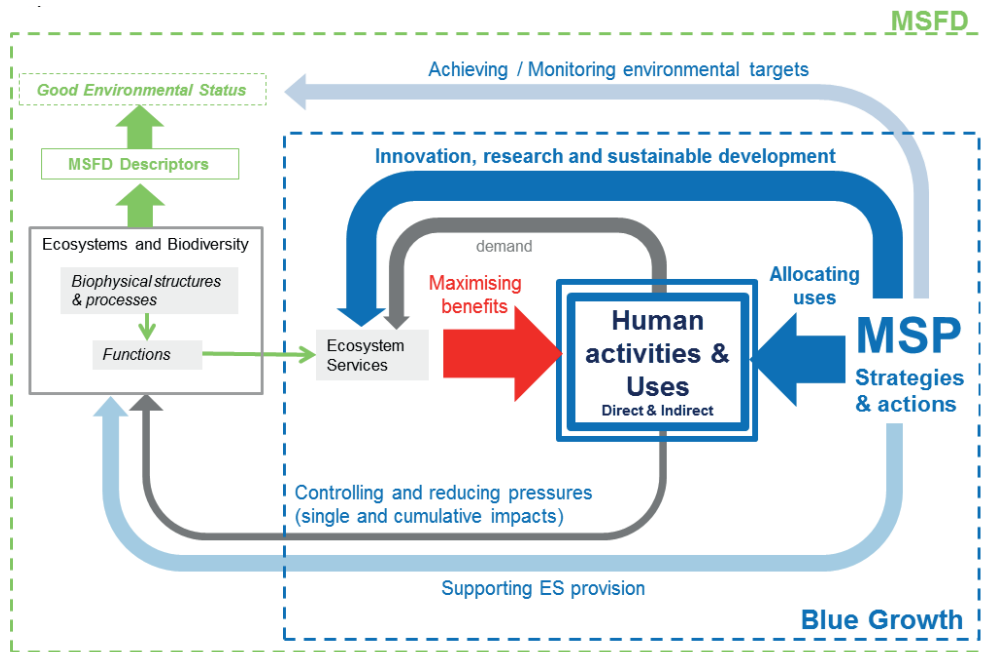 MSFD
Achieving / Monitoring environmental targets
Good Environmental Status
MSFD Descriptors
Innovation, research and sustainable development
Ecosystems and Biodiversity
Biophysical structures
& processes
Functions
demand
Maximising
benefits
Allocating
uses
Ecosystem
Services
Human
activities &
Uses
Direct & Indirect
MSP
Strategies
& actions
Controlling and reducing pressures
(single and cumulative impacts)
Supporting ES provision
Blue Growth